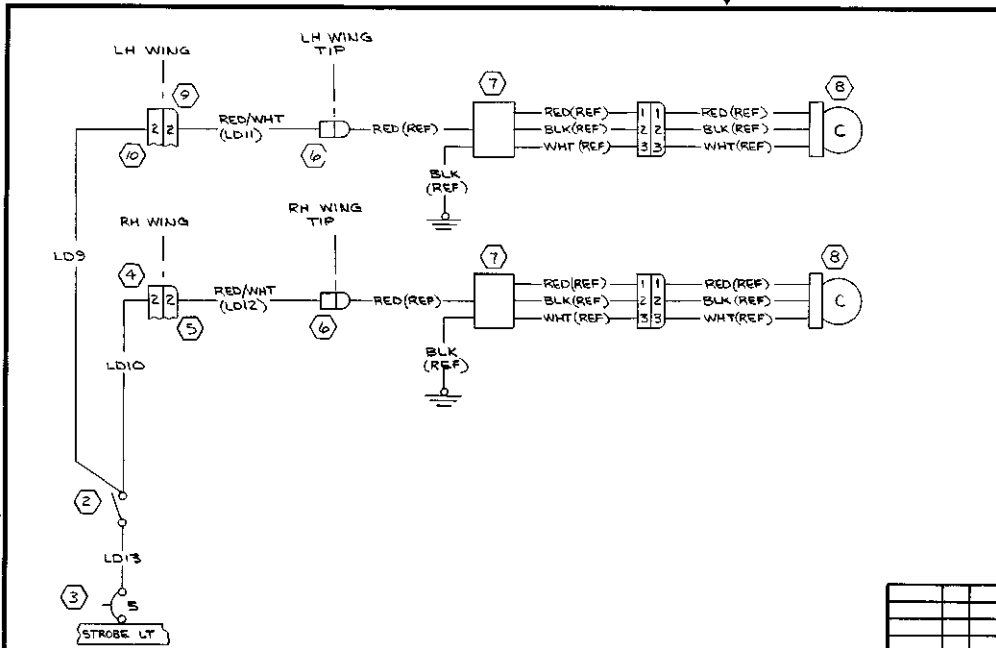 LH WING
LH WING TIP
9
7
8
2 2
RED/WHT
(LD11)
RED (REF)
RED (REF) 1 1 RED (REF)
BLK (REF) 2 2 BLK (REF)
WHT (REF) 3 3 WHT (REF)
C
10
6
BLK
(REF)
LD9
RH WING
RH WING TIP
4
7
8
2 2
RED/WHT
(LD12)
RED (REF)
RED (REF) 1 1 RED (REF)
BLK (REF) 2 2 BLK (REF)
WHT (REF) 3 3 WHT (REF)
C
5
6
BLK
(REF)
LD10
2
LD13
3
5
STROBE LT